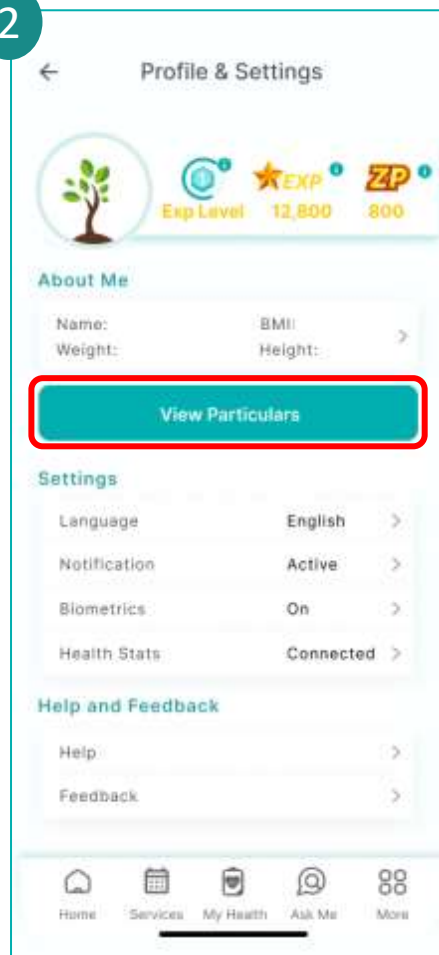 2
Profile & Settings
EXP ZP
Exp Level 12,800 800
About Me
Name: BMI:
Weight: Height:
View Particulars
Settings
Language English
Notification Active
Biometrics On
Health Stats Connected
Help and Feedback
Help
Feedback
Home Services My Health Ask Me More